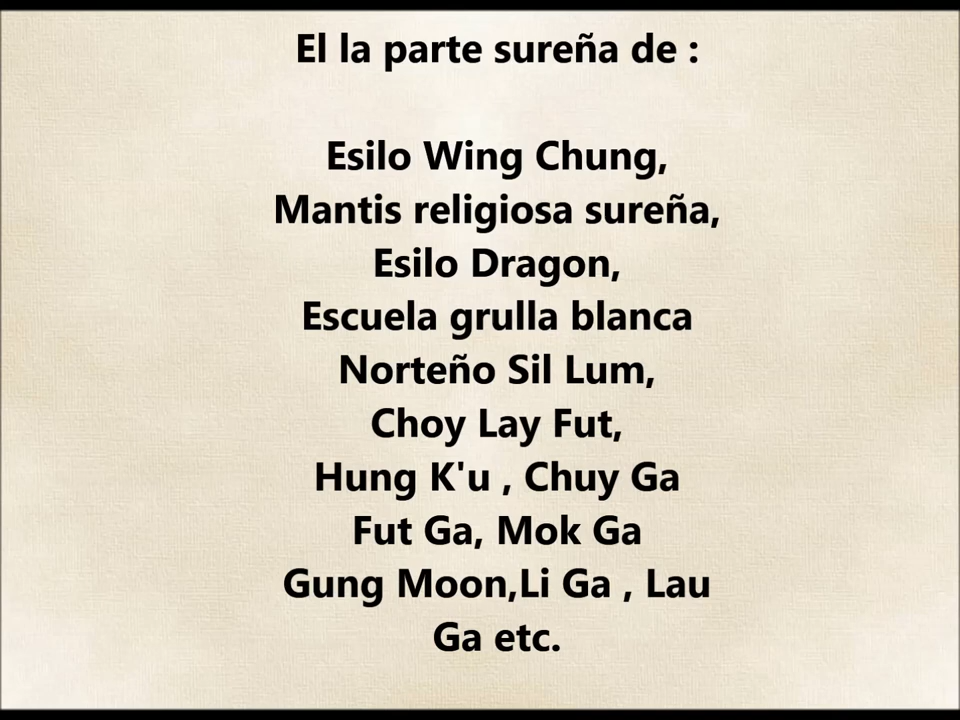 El la parte sureña de :
Esilo Wing Chung,
Mantis religiosa sureña,
Esilo Dragon,
Escuela grulla blanca
Norteño Sil Lum,
Choy Lay Fut,
Hung K'u , Chuy Ga
Fut Ga, Mok Ga
Gung Moon,Li Ga , Lau
Ga etc.